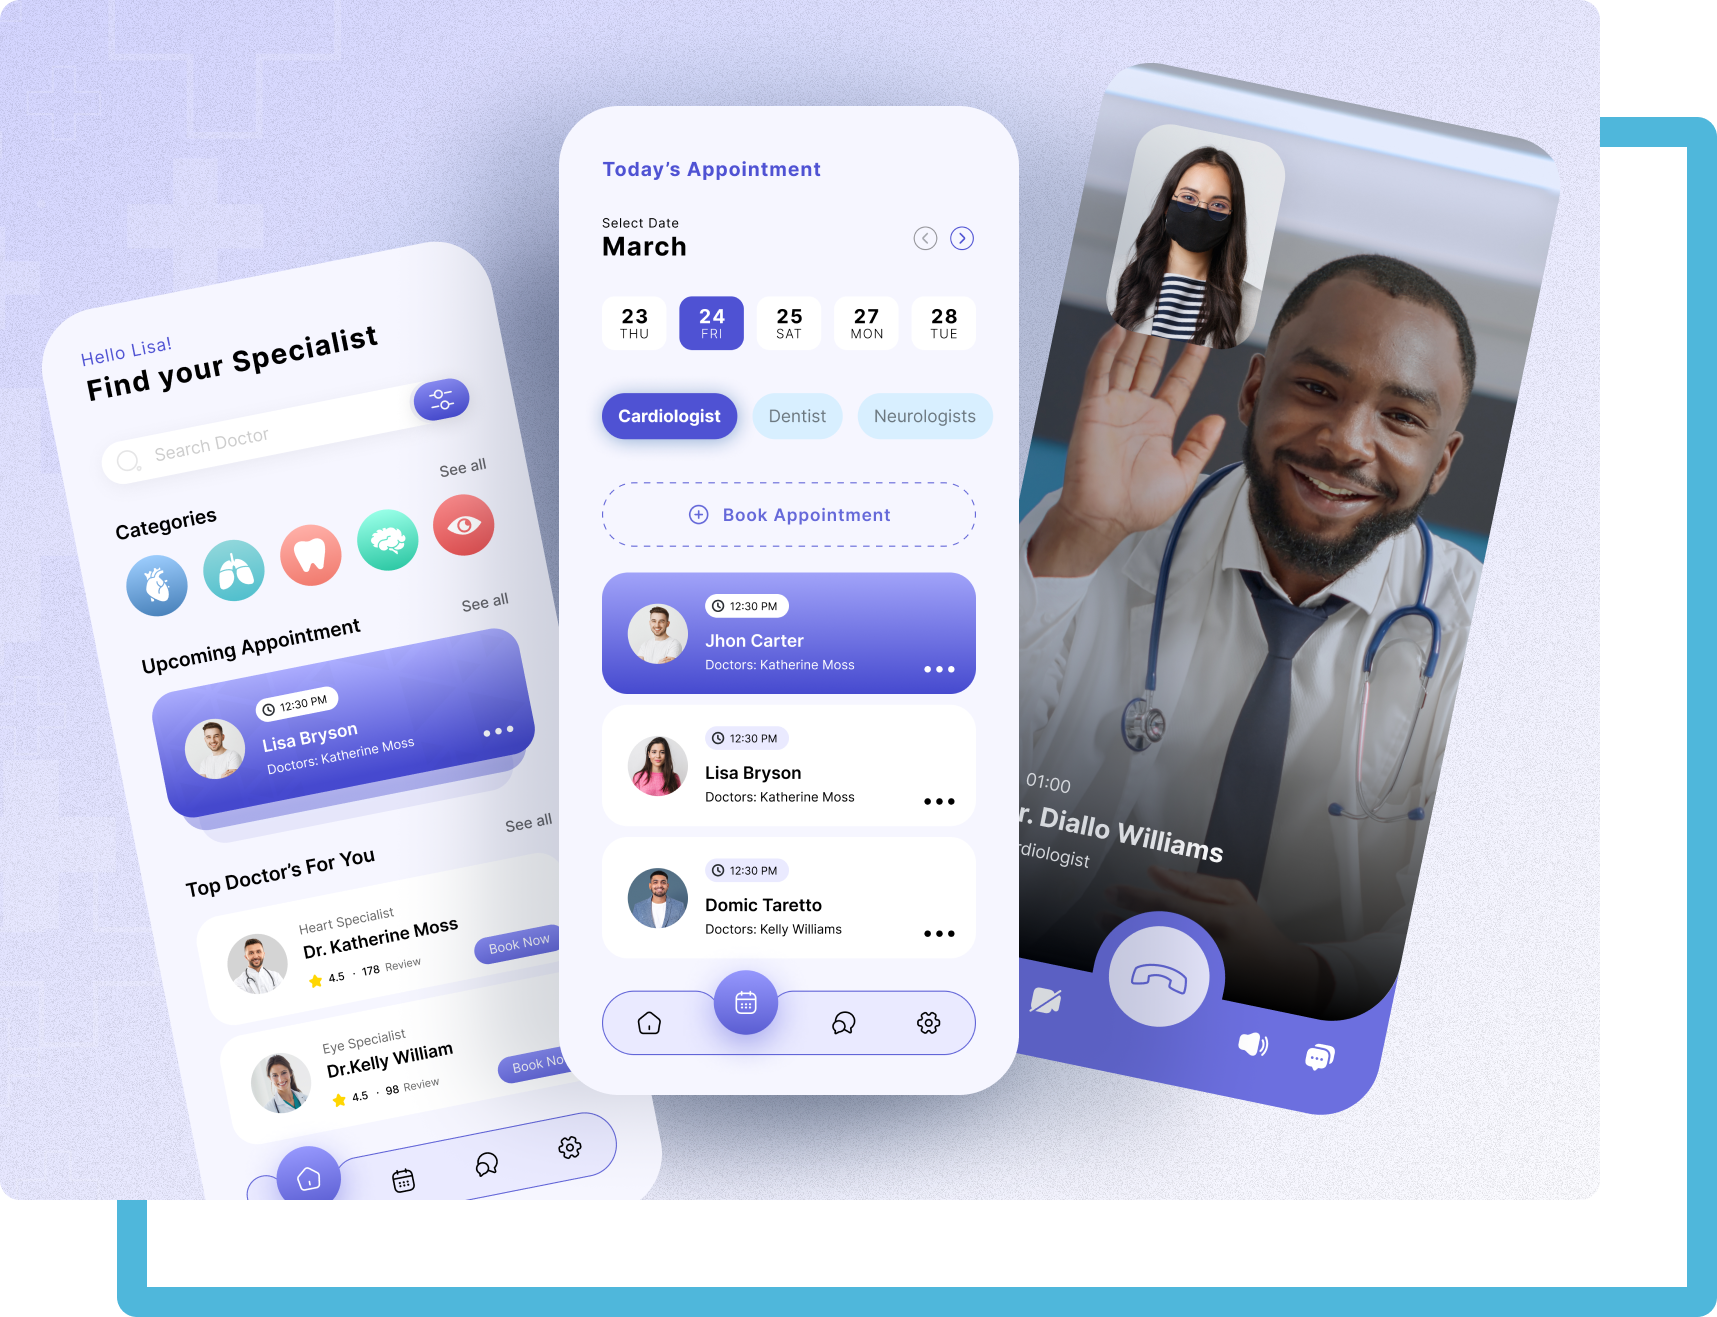 Hello Lisa!
Find your Specialist
Search Doctor
See all
Categories
See all
Upcoming Appointment
12:30 PM
Lisa Bryson
Doctors: Katherine Moss
See all
Top Doctor's For You
Heart Specialist
Dr. Katherine Moss
4.5 · 178 Review
Book Now
Eye Specialist
Dr.Kelly William
4.5 · 98 Review
Book No
Today's Appointment
Select Date
March
23 24 25 27 28
THU FRI SAT MON TUE
Cardiologist Dentist Neurologists
Book Appointment
12:30 PM
Jhon Carter
Doctors: Katherine Moss
12:30 PM
Lisa Bryson
Doctors: Katherine Moss
12:30 PM
Domic Taretto
Doctors: Kelly Williams
01:00
r. Diallo Williams
rdiologist